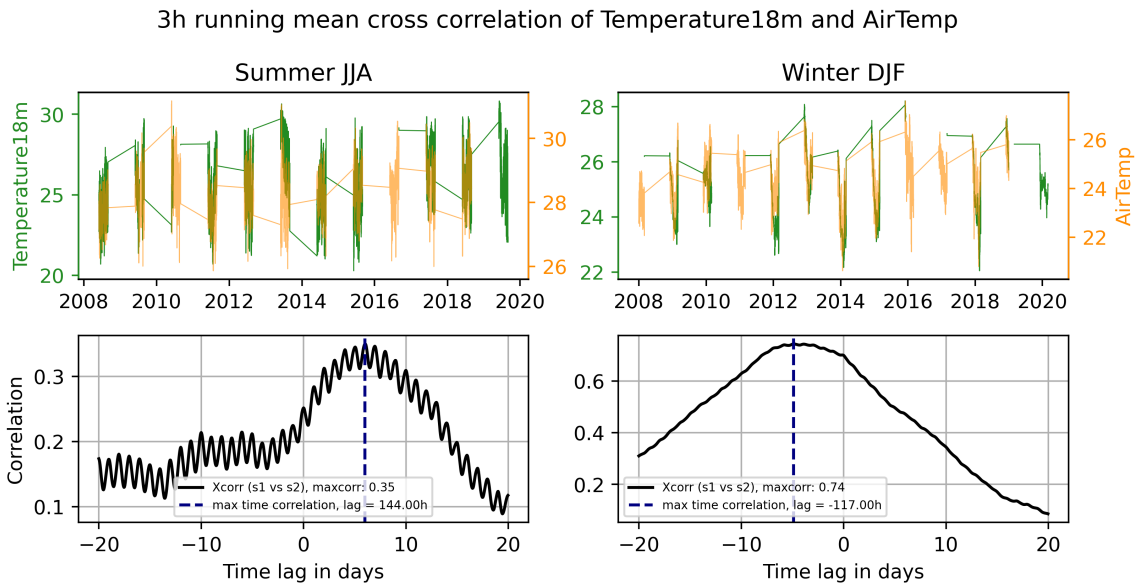 3h running mean cross correlation of Temperature18m and AirTemp
Summer JJA
Winter DJF
Temperature18m
30
25
20
30
28
26
2008 2010 2012 2014 2016 2018 2020
28
26
24
22
26
24
22
AirTemp
2008 2010 2012 2014 2016 2018 2020
Correlation
0.3
0.2
0.1
Xcorr (s1 vs s2), maxcorr: 0.35
max time correlation, lag = 144.00h
−20 −10 0 10 20
Time lag in days
0.6
0.4
0.2
Xcorr (s1 vs s2), maxcorr: 0.74
max time correlation, lag = -117.00h
−20 −10 0 10 20
Time lag in days